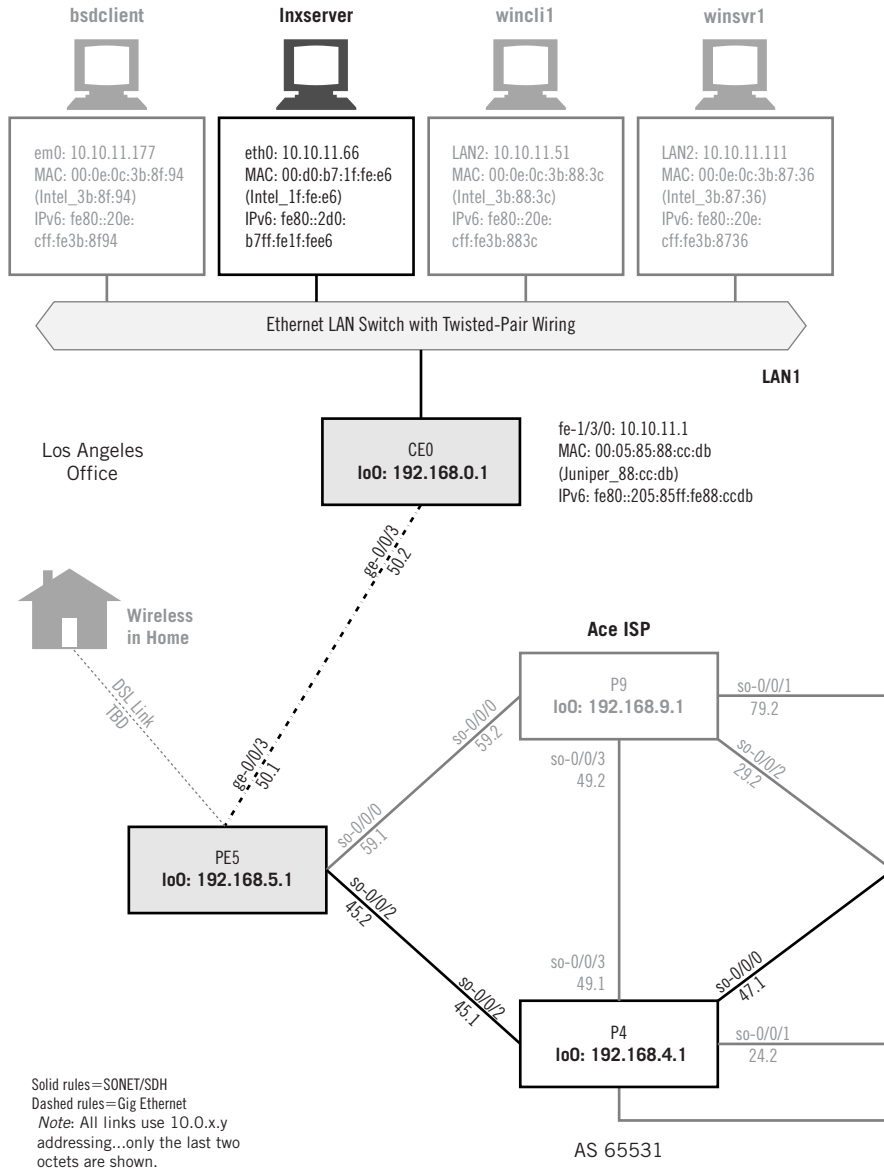 bsdclient
lnxserver
wincli1
winsvr1
em0: 10.10.11.177
MAC: 00:0e:0c:3b:8f:94
(Intel_3b:8f:94)
IPv6: fe80::20e:
cff:fe3b:8f94
eth0: 10.10.11.66
MAC: 00:d0:b7:1f:fe:e6
(Intel_1f:fe:e6)
IPv6: fe80::2d0:
b7ff:fe1f:fee6
LAN2: 10.10.11.51
MAC: 00:0e:0c:3b:88:3c
(Intel_3b:88:3c)
IPv6: fe80::20e:
cff:fe3b:883c
LAN2: 10.10.11.111
MAC: 00:0e:0c:3b:87:36
(Intel_3b:87:36)
IPv6: fe80::20e:
cff:fe3b:8736
Ethernet LAN Switch with Twisted-Pair Wiring
LAN1
Los Angeles
Office
CE0
lo0: 192.168.0.1
fe-1/3/0: 10.10.11.1
MAC: 00:05:85:88:cc:db
(Juniper_88:cc:db)
IPv6: fe80::205:85ff:fe88:ccdb
ge-0/0/3
50.2
Wireless
in Home
DSL Link
TBD
ge-0/0/3
50.1
Ace ISP
P9
lo0: 192.168.9.1
so-0/0/1
79.2
so-0/0/0
59.2
so-0/0/3
49.2
so-0/0/2
29.2
so-0/0/0
59.1
PE5
lo0: 192.168.5.1
so-0/0/2
45.2
so-0/0/2
45.1
so-0/0/3
49.1
so-0/0/0
47.1
P4
lo0: 192.168.4.1
so-0/0/1
24.2
Solid rules=SONET/SDH
Dashed rules=Gig Ethernet
Note: All links use 10.0.x.y
addressing...only the last two
octets are shown.
AS 65531